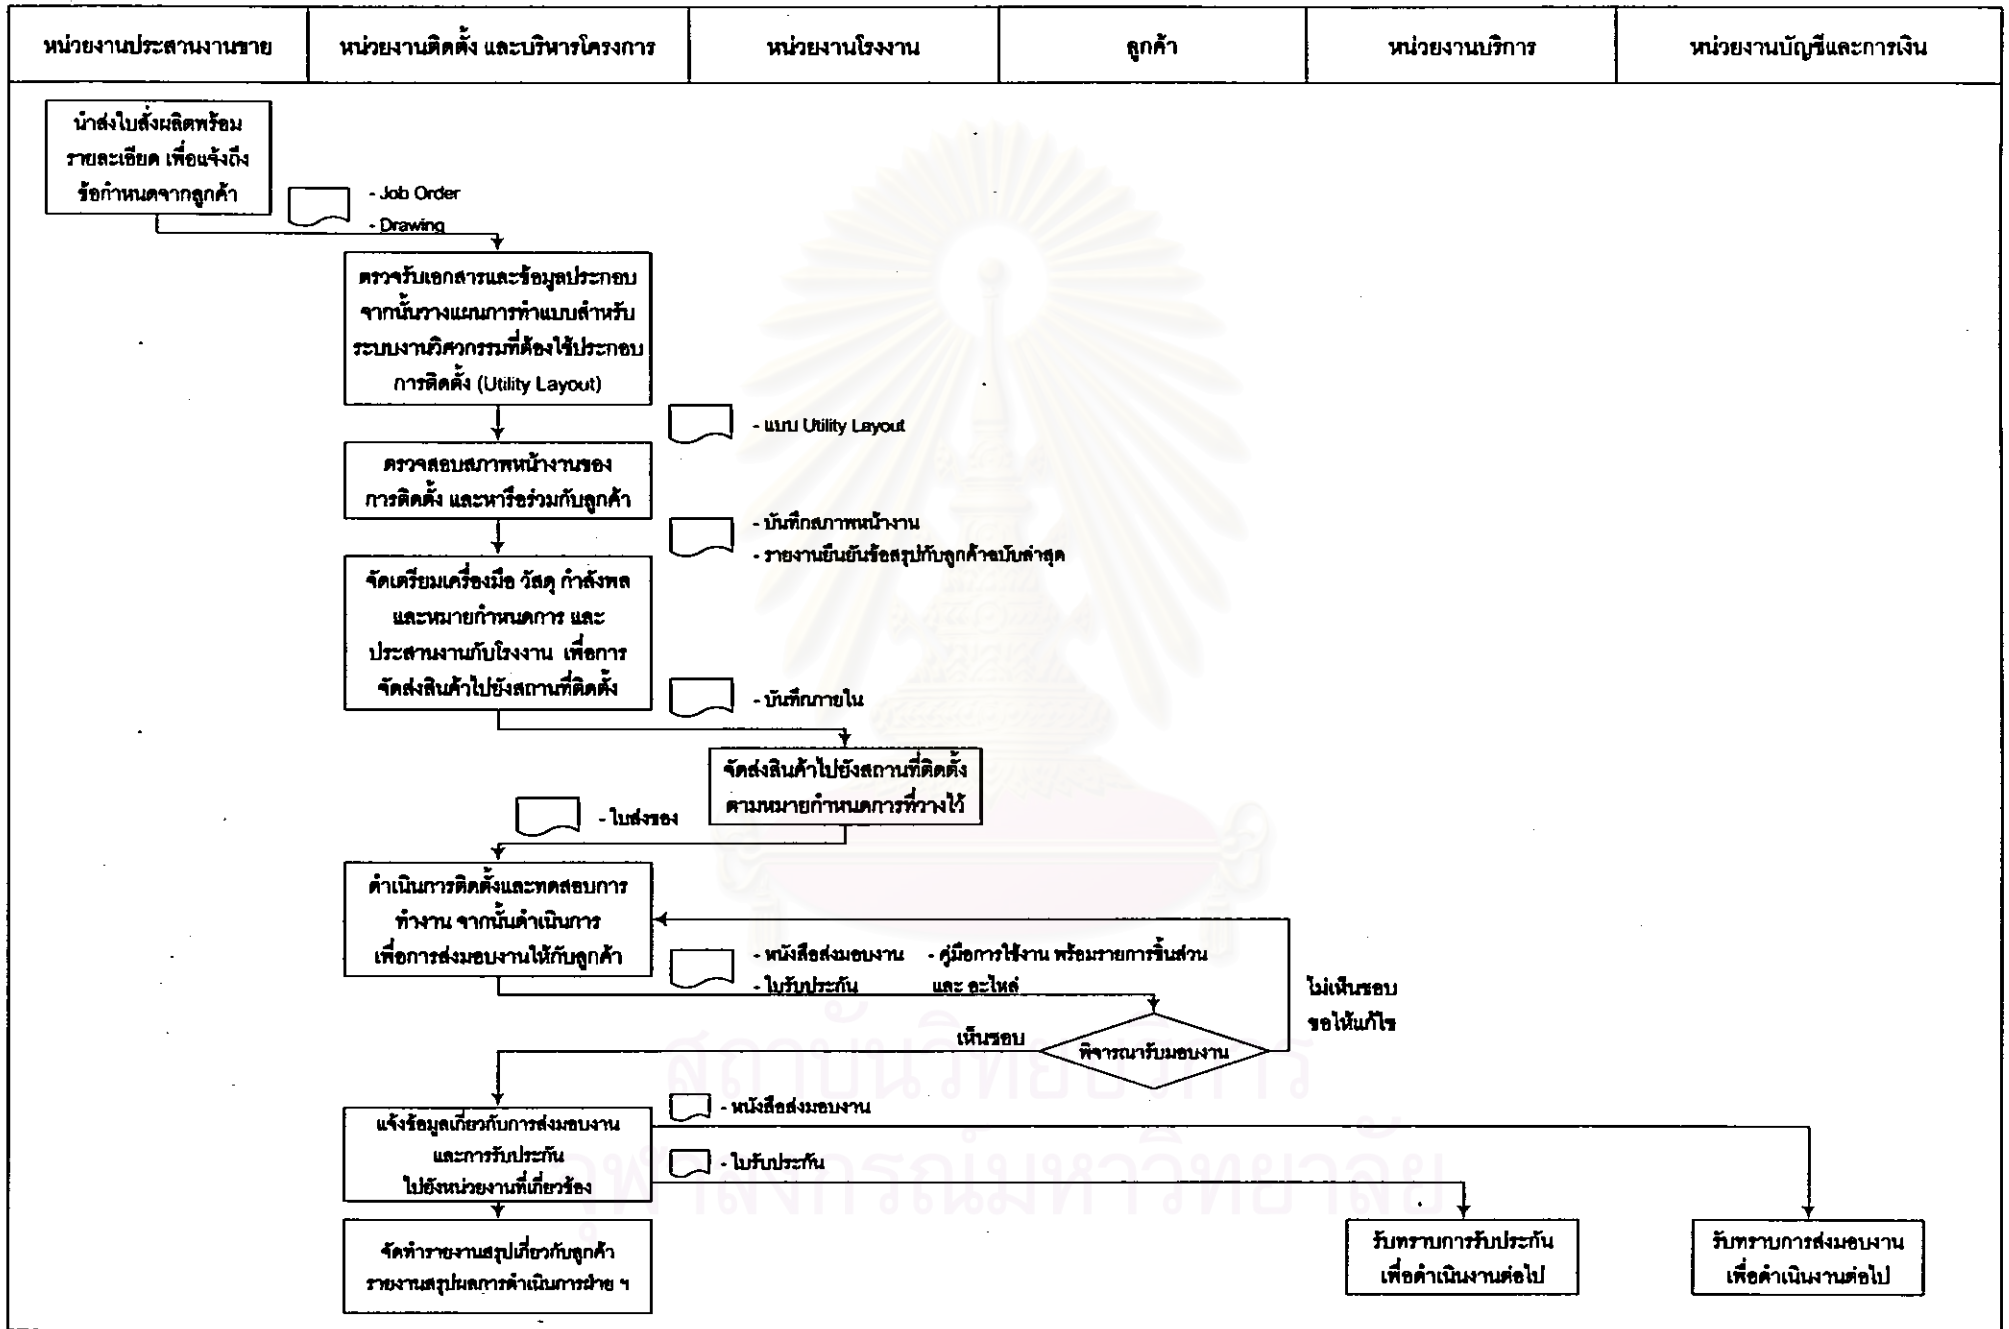 หน่วยงานประสานงานขาย
หน่วยงานติดตั้ง และบริหารโครงการ
หน่วยงานโรงงาน
ลูกค้า
หน่วยงานบริการ
หน่วยงานบัญชีและการเงิน
นำส่งใบสั่งผลิตพร้อม
รายละเอียด เพื่อแจ้งถึง
ข้อกำหนดจากลูกค้า
- Job Order
- Drawing
ตรวจรับเอกสารและข้อมูลประกอบ
จากนั้นวางแผนการทำแบบสำหรับ
ระบบงานวิศวกรรมที่ต้องใช้ประกอบ
การติดตั้ง (Utility Layout)
- แบบ Utility Layout
ตรวจสอบสภาพหน้างานของ
การติดตั้ง และหารือร่วมกับลูกค้า
- บันทึกสภาพหน้างาน
- รายงานยืนยันข้อสรุปกับลูกค้าฉบับล่าสุด
จัดเตรียมเครื่องมือ วัสดุ กำลังพล
และหมายกำหนดการ และ
ประสานงานกับโรงงาน เพื่อการ
จัดส่งสินค้าไปยังสถานที่ติดตั้ง
- บันทึกภายใน
จัดส่งสินค้าไปยังสถานที่ติดตั้ง
ตามหมายกำหนดการที่วางไว้
- ใบส่งของ
ดำเนินการติดตั้งและทดสอบการ
ทำงาน จากนั้นดำเนินการ
เพื่อการส่งมอบงานให้กับลูกค้า
- หนังสือส่งมอบงาน - คู่มือการใช้งาน พร้อมรายการชิ้นส่วน
- ใบรับประกัน และ อะไหล่
ไม่เห็นชอบ
ขอให้แก้ไข
เห็นชอบ
พิจารณารับมอบงาน
สถาบันวิทยบริการ
จุฬาลงกรณ์มหาวิทยาลัย
- หนังสือส่งมอบงาน
แจ้งข้อมูลเกี่ยวกับการส่งมอบงาน
และการรับประกัน
ไปยังหน่วยงานที่เกี่ยวข้อง
- ใบรับประกัน
จัดทำรายงานสรุปเกี่ยวกับลูกค้า
รายงานสรุปผลการดำเนินการฝ่าย ฯ
รับทราบการรับประกัน
เพื่อดำเนินงานต่อไป
รับทราบการส่งมอบงาน
เพื่อดำเนินงานต่อไป